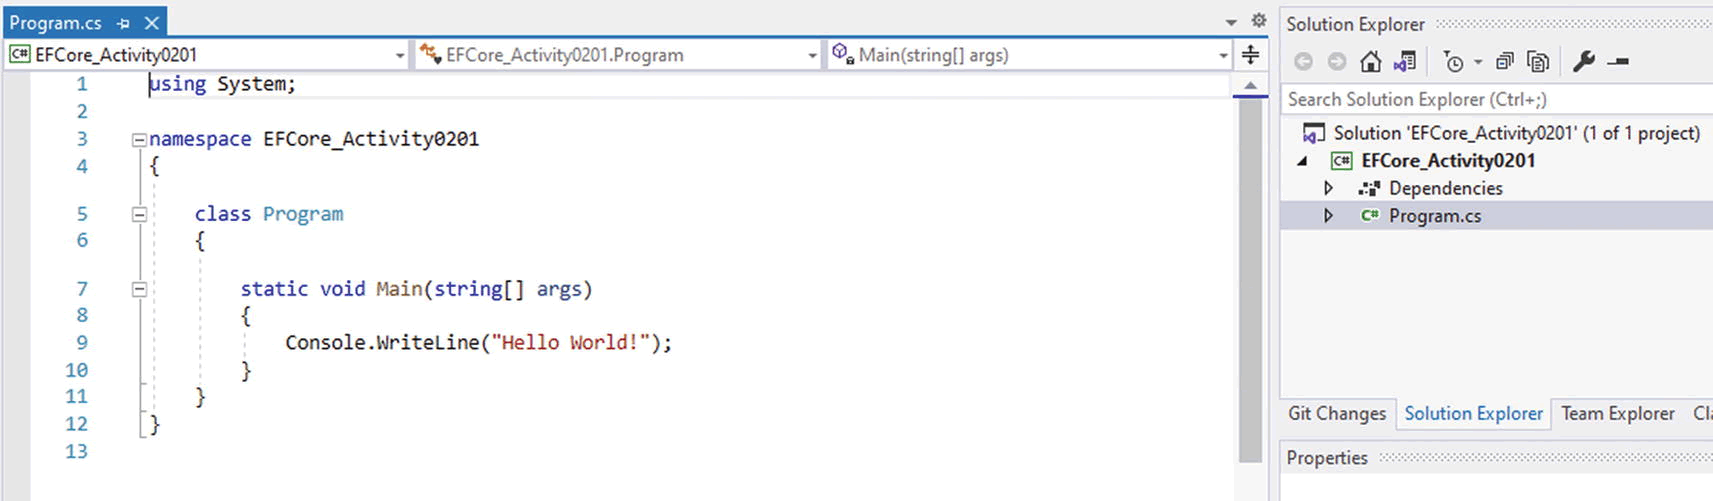 Program.cs
EFCore_Activity0201
EFCore_Activity0201.Program
Main(string[] args)
1 using System;
2
3 namespace EFCore_Activity0201
4 {
5 class Program
6 {
7 static void Main(string[] args)
8 {
9 Console.WriteLine("Hello World!");
10 }
11 }
12 }
13
Solution Explorer
Search Solution Explorer (Ctrl+;)
Solution 'EFCore_Activity0201' (1 of 1 project)
C# EFCore_Activity0201
Dependencies
C# Program.cs
Git Changes Solution Explorer Team Explorer
Properties